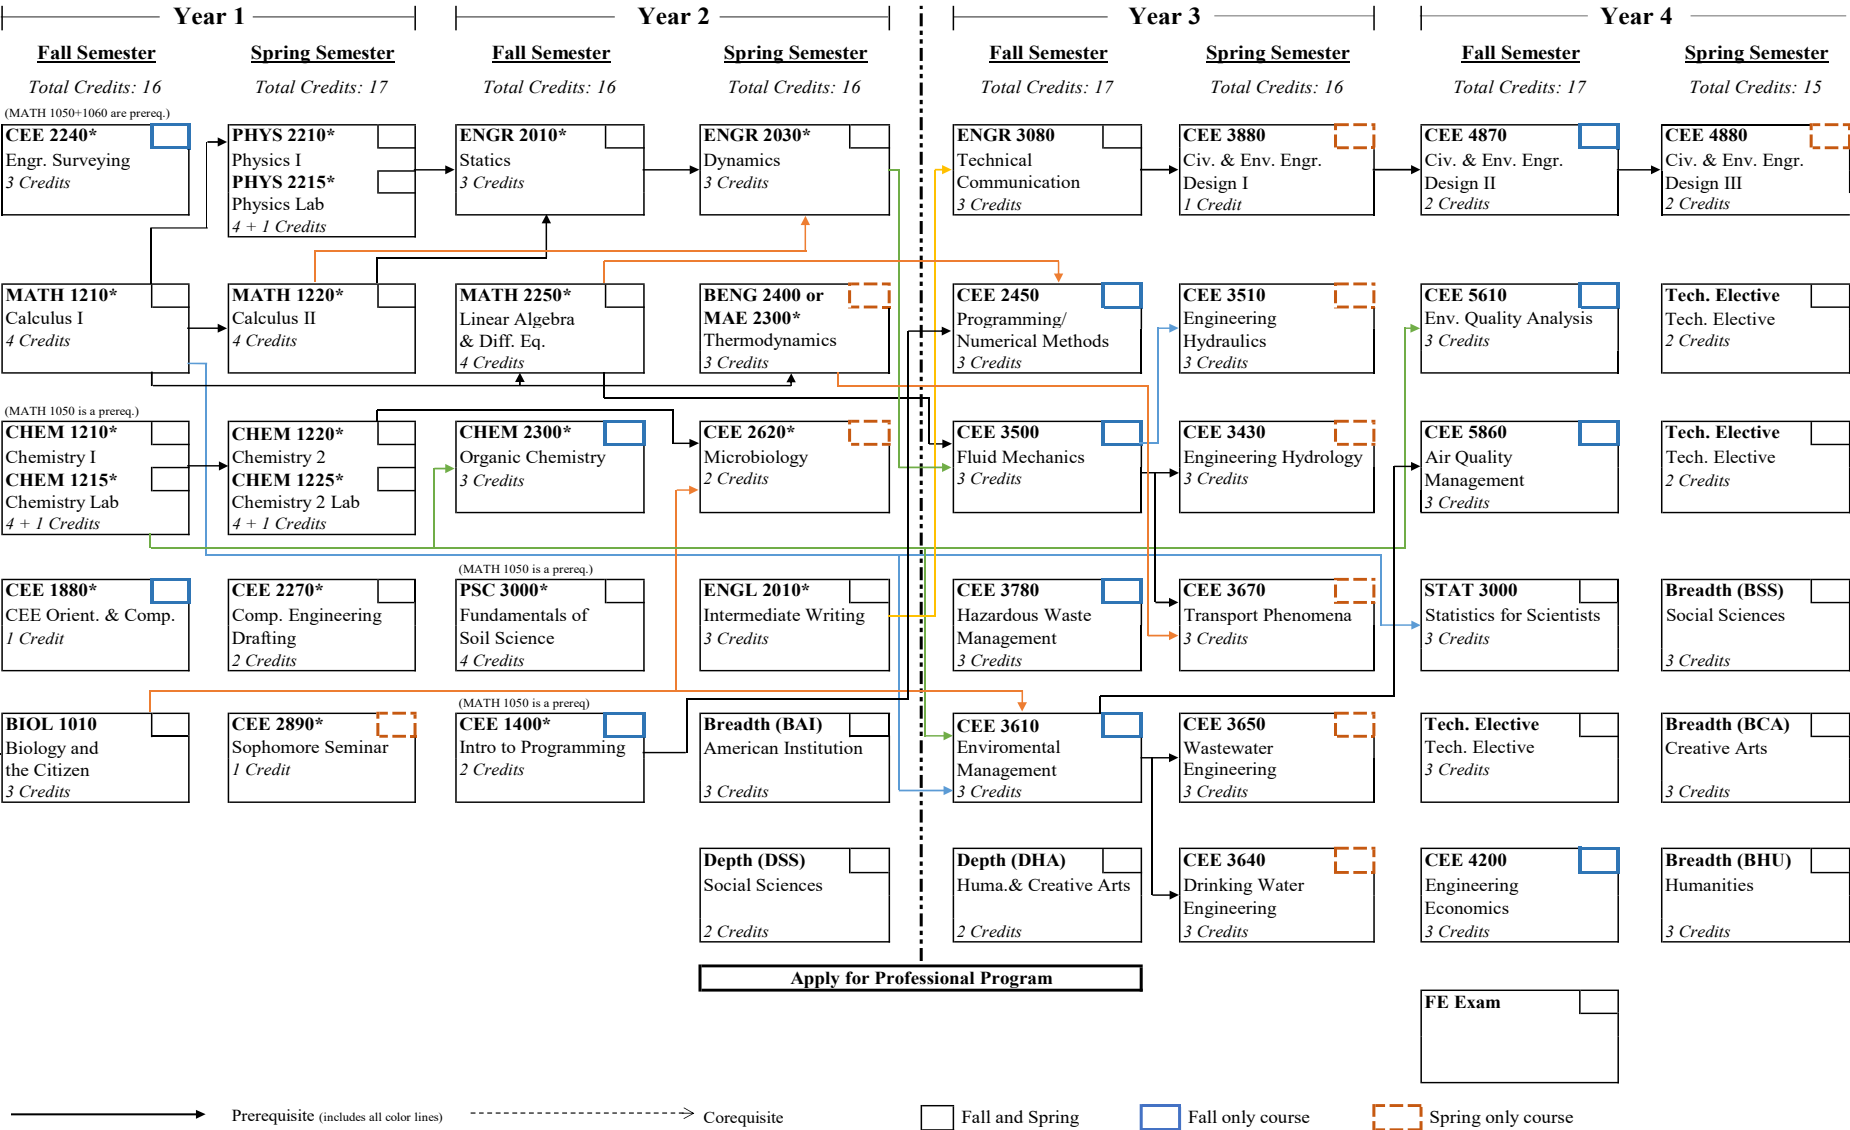 Year 1
Year 2
Year 3
Year 4
Fall Semester
Spring Semester
Fall Semester
Spring Semester
Fall Semester
Spring Semester
Fall Semester
Spring Semester
Total Credits: 16
Total Credits: 17
Total Credits: 16
Total Credits: 16
Total Credits: 17
Total Credits: 16
Total Credits: 17
Total Credits: 15
(MATH 1050+1060 are prereq.)
CEE 2240*
Engr. Surveying
3 Credits
PHYS 2210*
Physics I
PHYS 2215*
Physics Lab
4 + 1 Credits
ENGR 2010*
Statics
3 Credits
ENGR 2030*
Dynamics
3 Credits
ENGR 3080
Technical
Communication
3 Credits
CEE 3880
Civ. & Env. Engr.
Design I
1 Credit
CEE 4870
Civ. & Env. Engr.
Design II
2 Credits
CEE 4880
Civ. & Env. Engr.
Design III
2 Credits
MATH 1210*
Calculus I
4 Credits
MATH 1220*
Calculus II
4 Credits
MATH 2250*
Linear Algebra
& Diff. Eq.
4 Credits
BENG 2400 or
MAE 2300*
Thermodynamics
3 Credits
CEE 2450
Programming/
Numerical Methods
3 Credits
CEE 3510
Engineering
Hydraulics
3 Credits
CEE 5610
Env. Quality Analysis
3 Credits
Tech. Elective
Tech. Elective
2 Credits
(MATH 1050 is a prereq.)
CHEM 1210*
Chemistry I
CHEM 1215*
Chemistry Lab
4 + 1 Credits
CHEM 1220*
Chemistry 2
CHEM 1225*
Chemistry 2 Lab
4 + 1 Credits
CHEM 2300*
Organic Chemistry
3 Credits
CEE 2620*
Microbiology
2 Credits
CEE 3500
Fluid Mechanics
3 Credits
CEE 3430
Engineering Hydrology
3 Credits
CEE 5860
Air Quality
Management
3 Credits
Tech. Elective
Tech. Elective
2 Credits
CEE 1880*
CEE Orient. & Comp.
1 Credit
CEE 2270*
Comp. Engineering
Drafting
2 Credits
(MATH 1050 is a prereq.)
PSC 3000*
Fundamentals of
Soil Science
4 Credits
ENGL 2010*
Intermediate Writing
3 Credits
CEE 3780
Hazardous Waste
Management
3 Credits
CEE 3670
Transport Phenomena
3 Credits
STAT 3000
Statistics for Scientists
3 Credits
Breadth (BSS)
Social Sciences
3 Credits
BIOL 1010
Biology and
the Citizen
3 Credits
CEE 2890*
Sophomore Seminar
1 Credit
(MATH 1050 is a prereq)
CEE 1400*
Intro to Programming
2 Credits
Breadth (BAI)
American Institution
3 Credits
CEE 3610
Enviromental
Management
3 Credits
CEE 3650
Wastewater
Engineering
3 Credits
Tech. Elective
Tech. Elective
3 Credits
Breadth (BCA)
Creative Arts
3 Credits
Depth (DSS)
Social Sciences
2 Credits
Depth (DHA)
Huma.& Creative Arts
2 Credits
CEE 3640
Drinking Water
Engineering
3 Credits
CEE 4200
Engineering
Economics
3 Credits
Breadth (BHU)
Humanities
3 Credits
Apply for Professional Program
FE Exam
Prerequisite (includes all color lines)
Corequisite
Fall and Spring
Fall only course
Spring only course